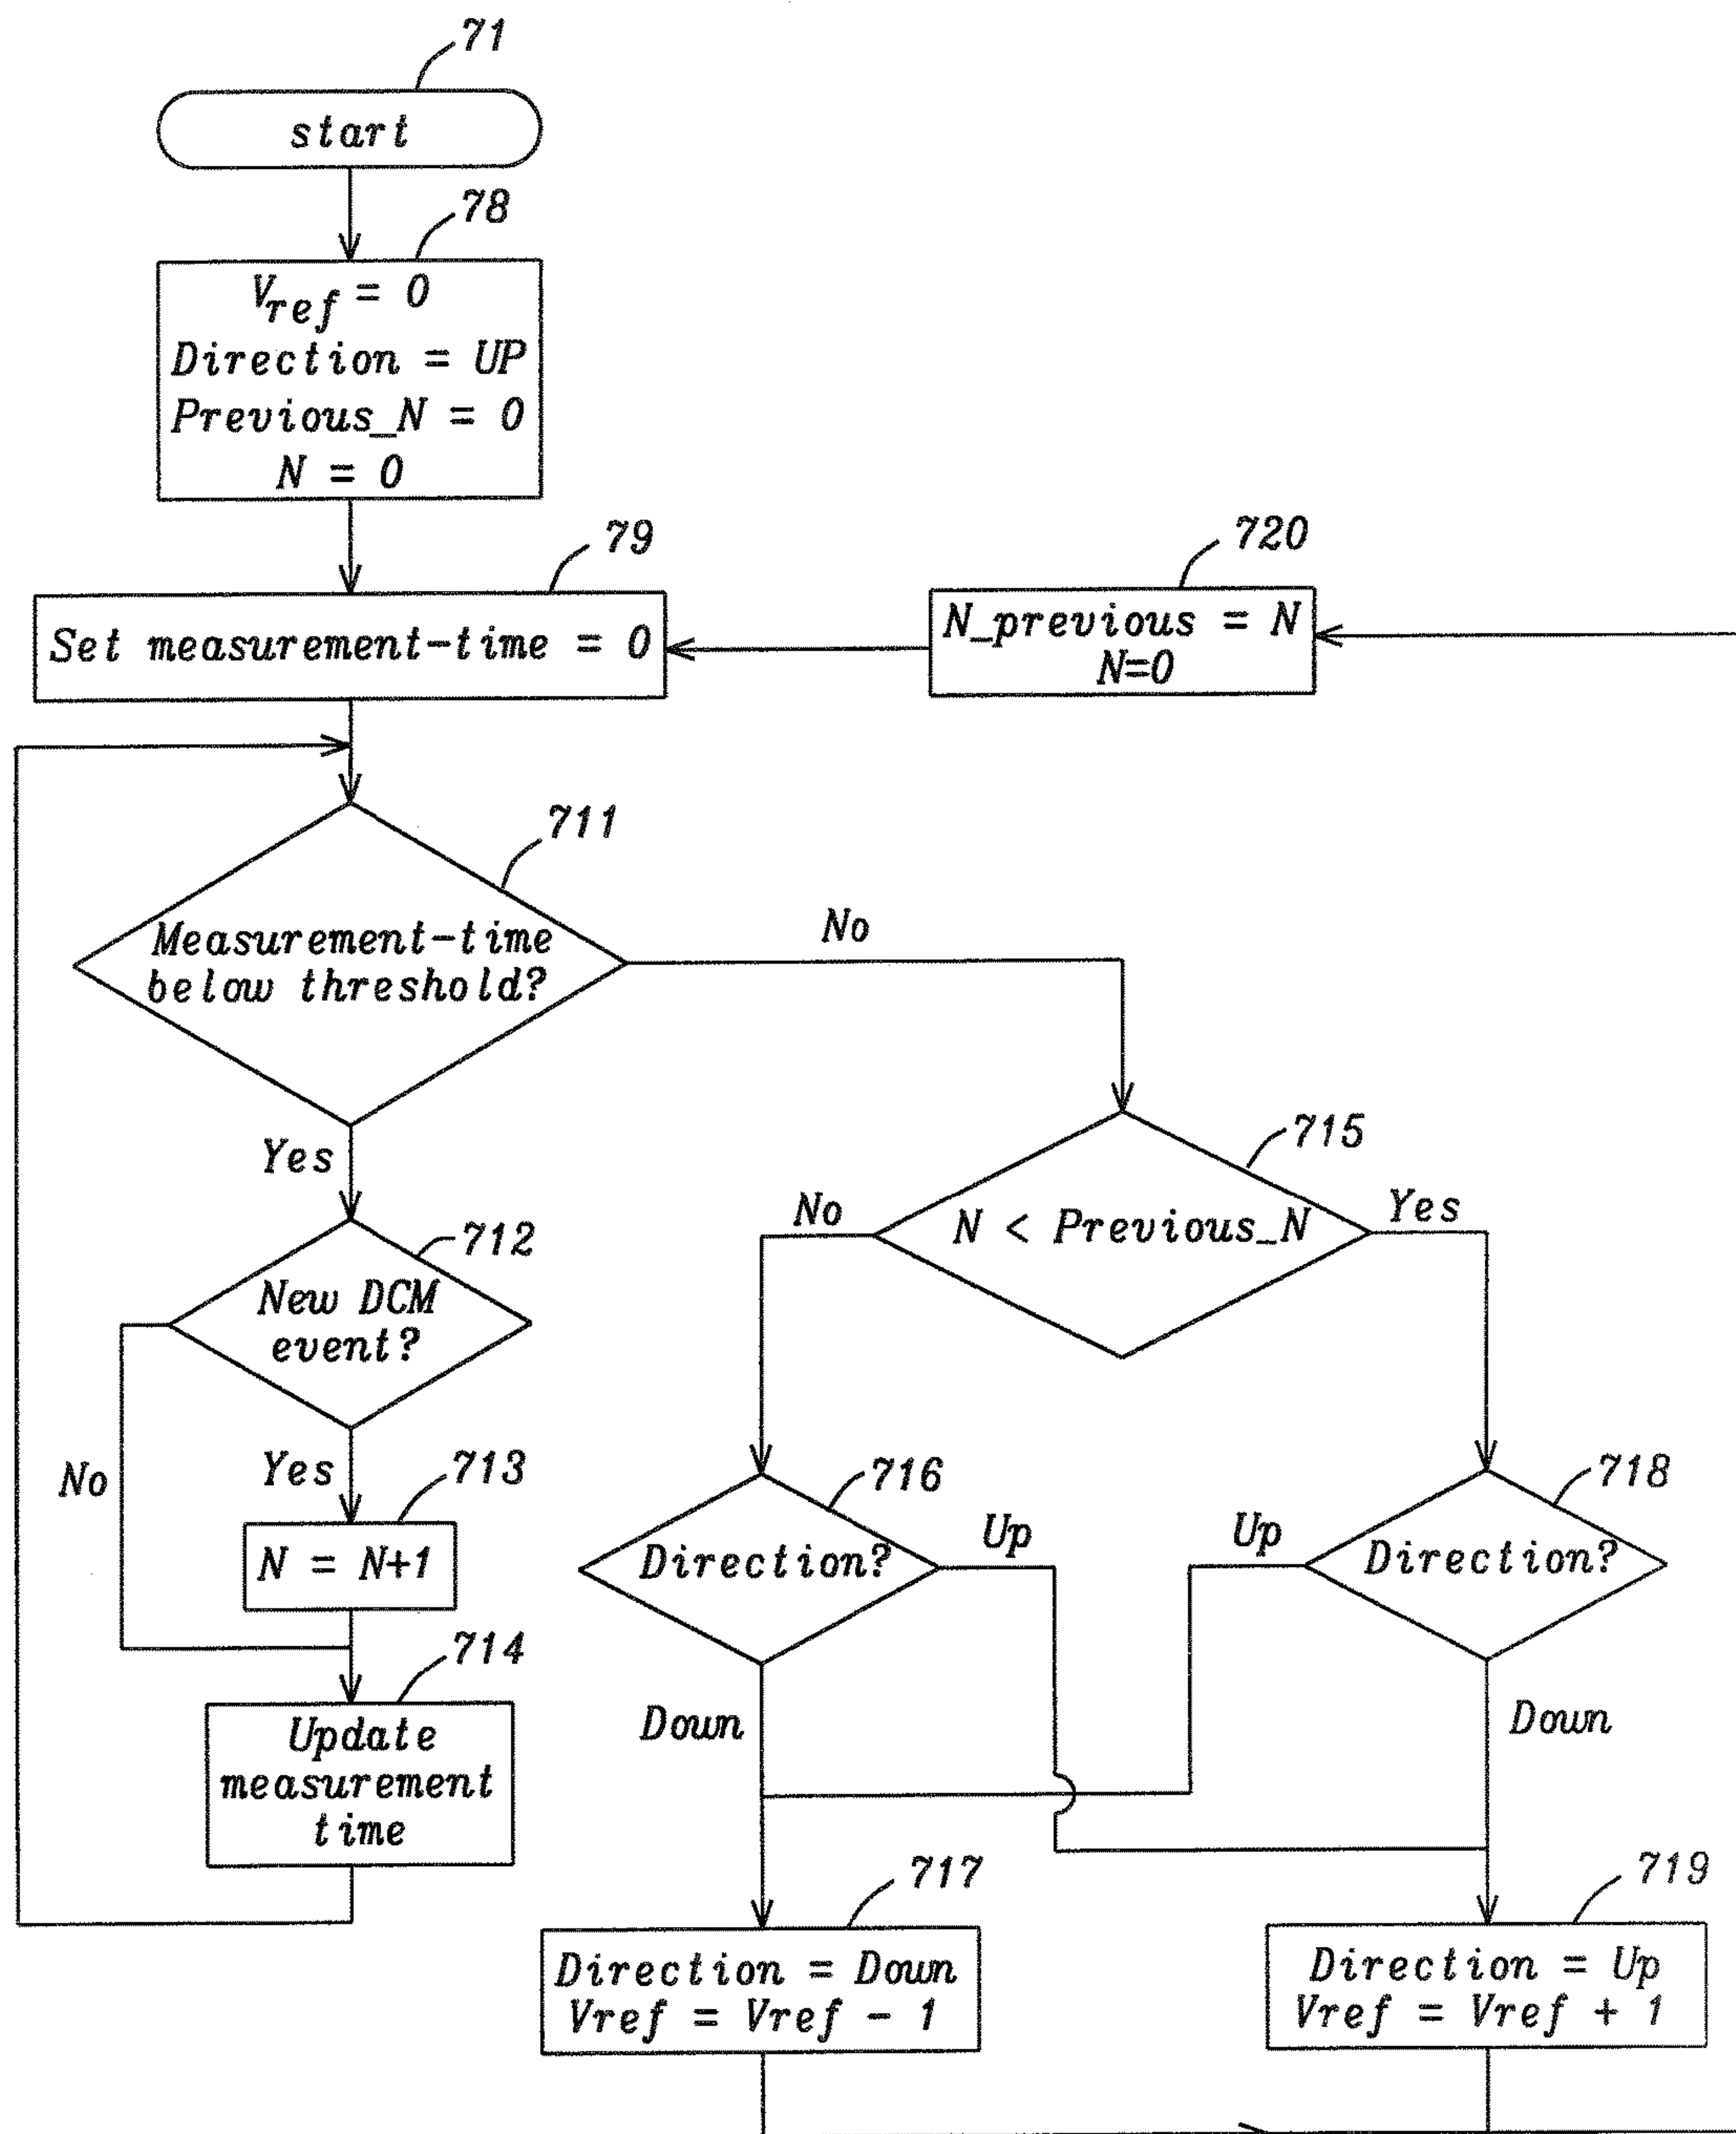 71
start
78
Vref = 0
Direction = UP
Previous_N = 0
N = 0
79
Set measurement-time = 0
720
N_previous = N
N=0
711
Measurement-time
below threshold?
No
Yes
715
N < Previous_N
No
Yes
712
New DCM
event?
No
Yes
713
N = N+1
714
Update
measurement
time
716
Direction?
Up
Down
718
Direction?
Up
Down
717
Direction = Down
Vref = Vref - 1
719
Direction = Up
Vref = Vref + 1